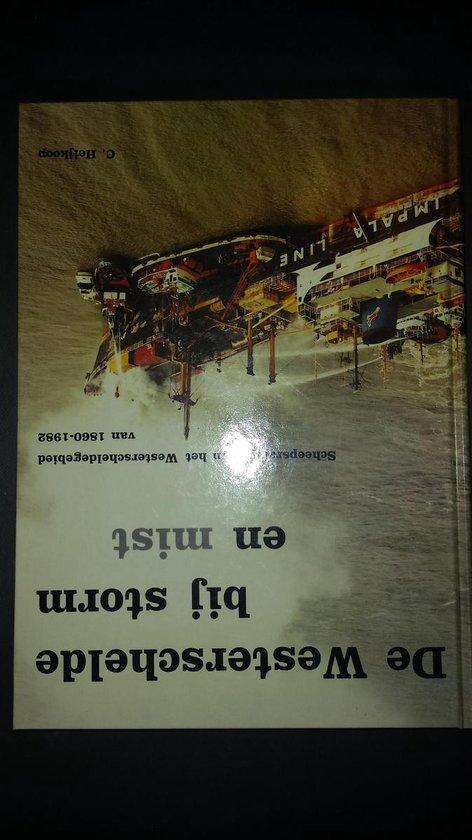 De Westerschelde
bij storm
en mist
in het Westerscheldegebied
van 1860-1982
IMPALA LINE
C. Heijkoop